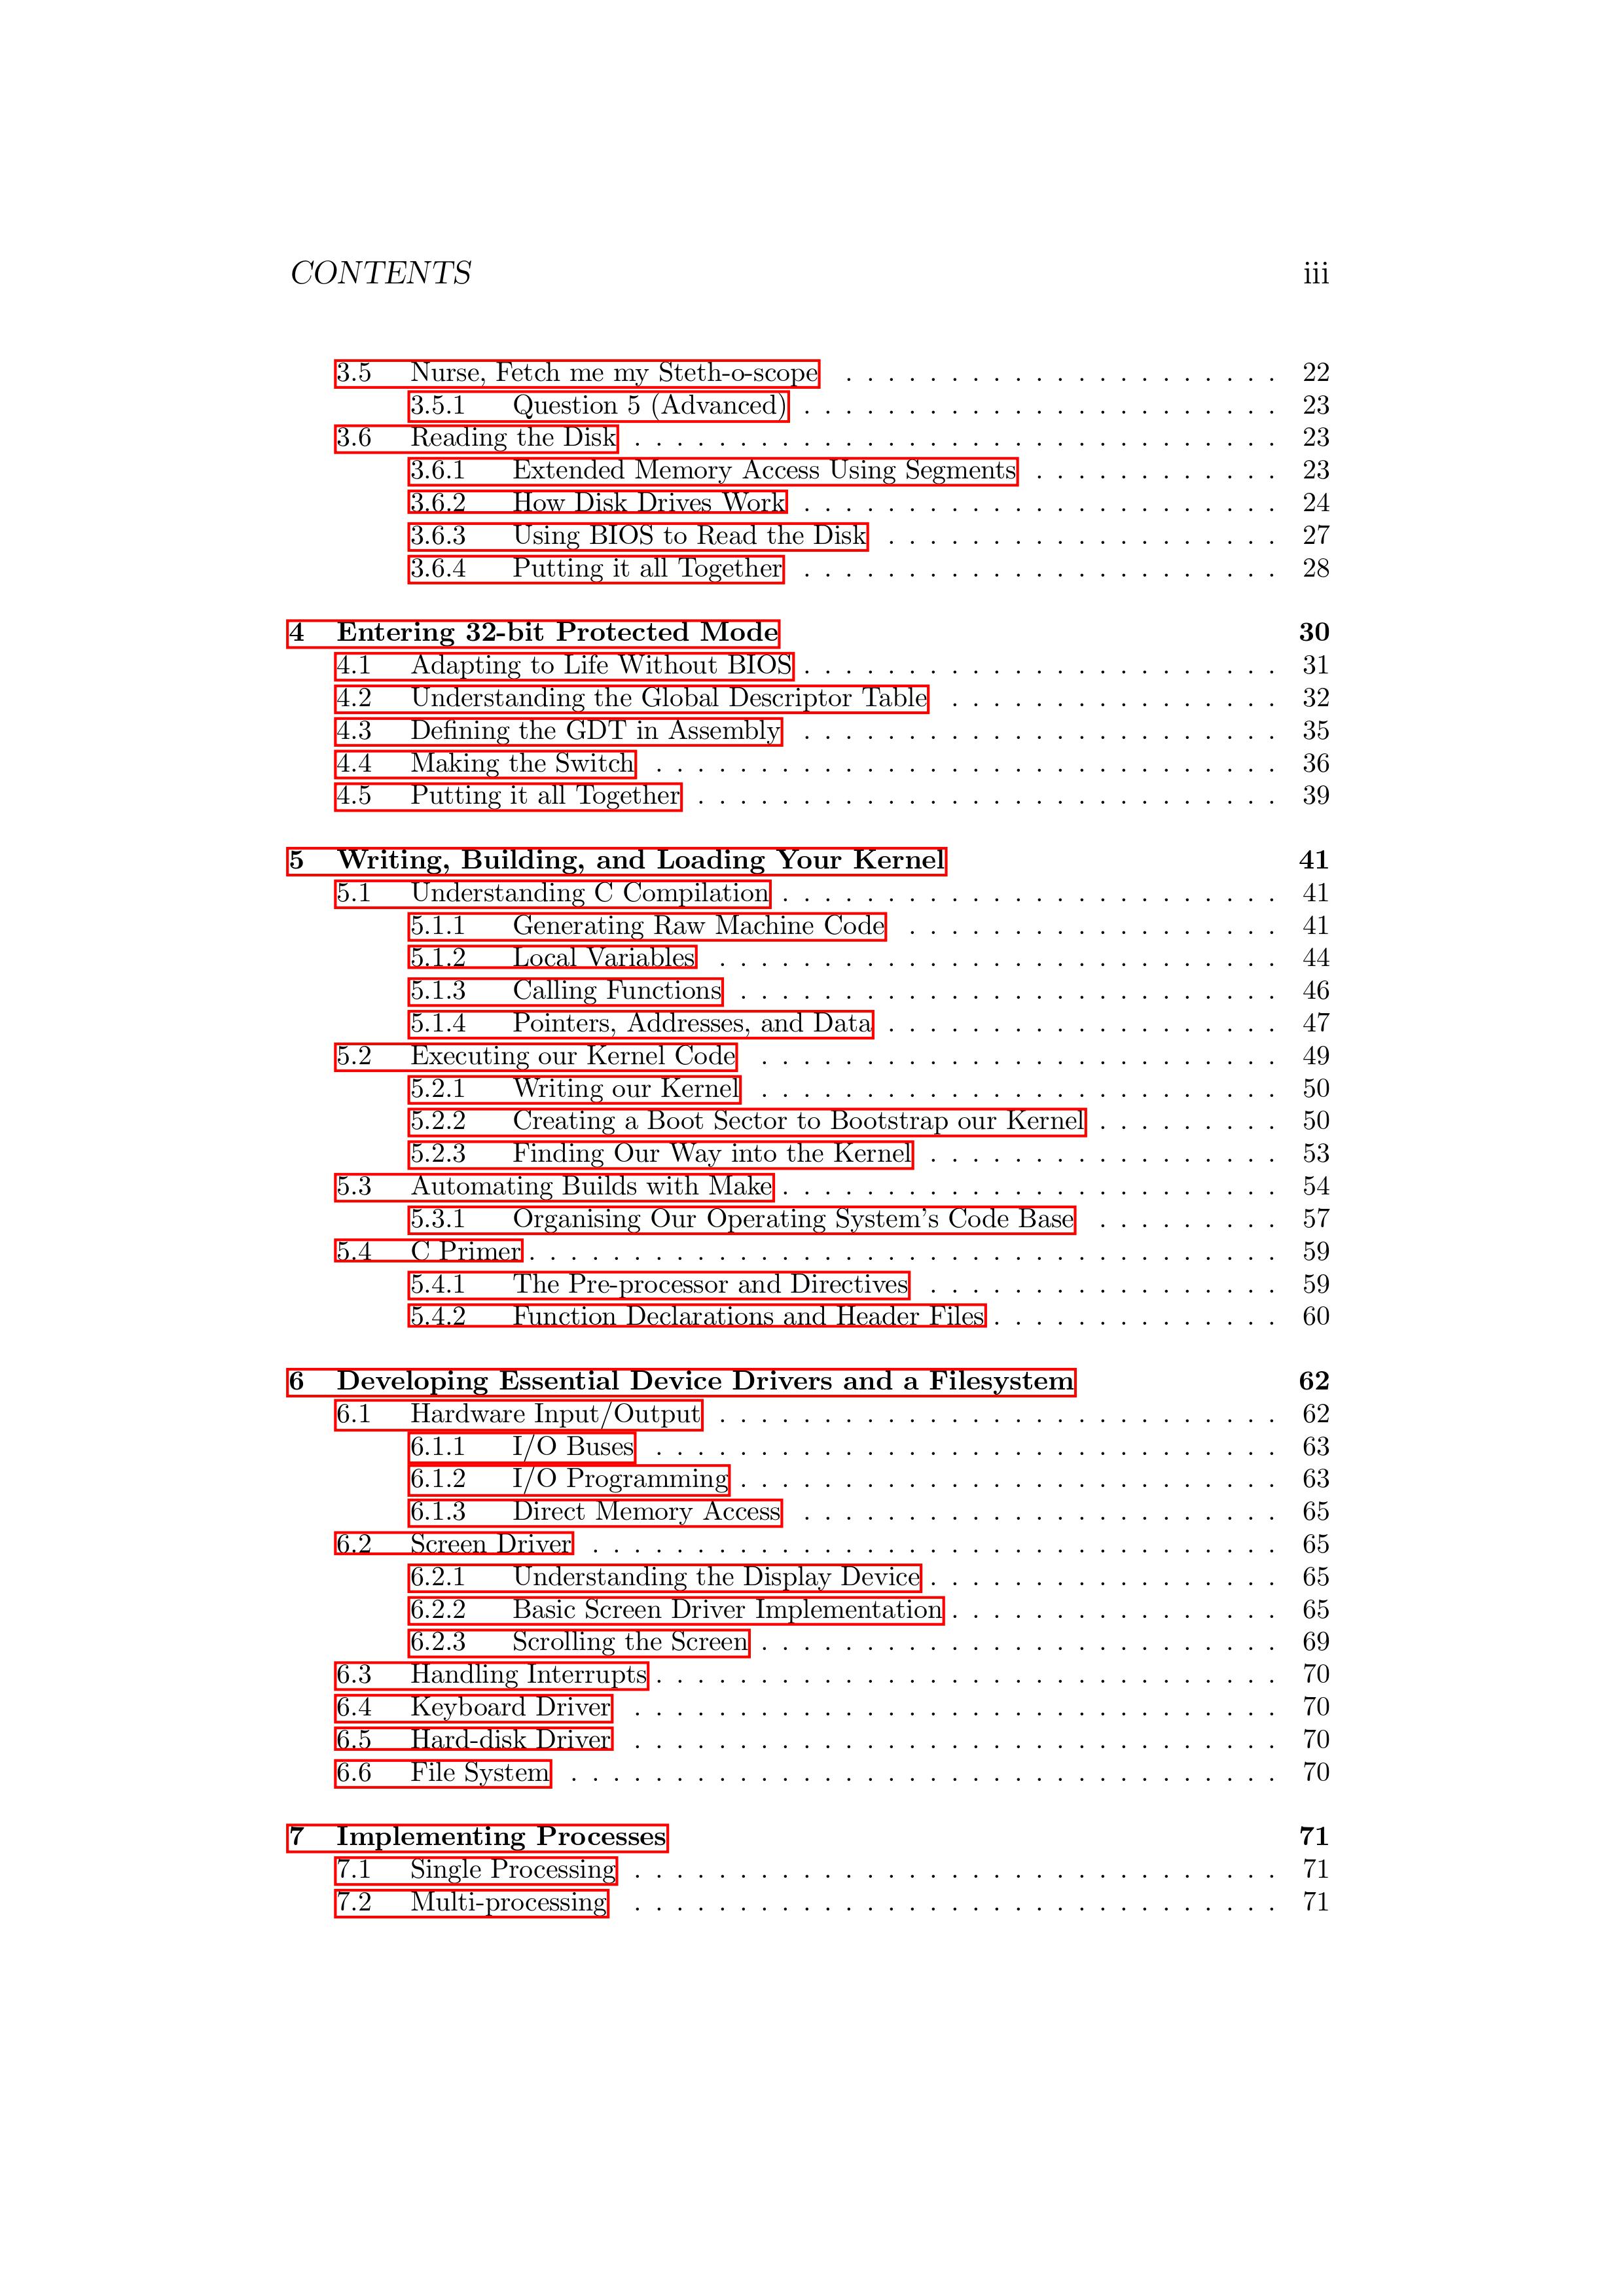 CONTENTS iii
3.5 Nurse, Fetch me my Steth-o-scope . . . . . . . . . . . . . . . . . . . . . 22
3.5.1 Question 5 (Advanced) . . . . . . . . . . . . . . . . . . . . . . . 23
3.6 Reading the Disk . . . . . . . . . . . . . . . . . . . . . . . . . . . . . . . 23
3.6.1 Extended Memory Access Using Segments . . . . . . . . . . . . 23
3.6.2 How Disk Drives Work . . . . . . . . . . . . . . . . . . . . . . . 24
3.6.3 Using BIOS to Read the Disk . . . . . . . . . . . . . . . . . . . 27
3.6.4 Putting it all Together . . . . . . . . . . . . . . . . . . . . . . . 28
4 Entering 32-bit Protected Mode 30
4.1 Adapting to Life Without BIOS . . . . . . . . . . . . . . . . . . . . . . . 31
4.2 Understanding the Global Descriptor Table . . . . . . . . . . . . . . . . 32
4.3 Defining the GDT in Assembly . . . . . . . . . . . . . . . . . . . . . . . 35
4.4 Making the Switch . . . . . . . . . . . . . . . . . . . . . . . . . . . . . . 36
4.5 Putting it all Together . . . . . . . . . . . . . . . . . . . . . . . . . . . . 39
5 Writing, Building, and Loading Your Kernel 41
5.1 Understanding C Compilation . . . . . . . . . . . . . . . . . . . . . . . . 41
5.1.1 Generating Raw Machine Code . . . . . . . . . . . . . . . . . . 41
5.1.2 Local Variables . . . . . . . . . . . . . . . . . . . . . . . . . . . 44
5.1.3 Calling Functions . . . . . . . . . . . . . . . . . . . . . . . . . . 46
5.1.4 Pointers, Addresses, and Data . . . . . . . . . . . . . . . . . . . 47
5.2 Executing our Kernel Code . . . . . . . . . . . . . . . . . . . . . . . . . 49
5.2.1 Writing our Kernel . . . . . . . . . . . . . . . . . . . . . . . . . 50
5.2.2 Creating a Boot Sector to Bootstrap our Kernel . . . . . . . . . 50
5.2.3 Finding Our Way into the Kernel . . . . . . . . . . . . . . . . . 53
5.3 Automating Builds with Make . . . . . . . . . . . . . . . . . . . . . . . . 54
5.3.1 Organising Our Operating System's Code Base . . . . . . . . . 57
5.4 C Primer . . . . . . . . . . . . . . . . . . . . . . . . . . . . . . . . . . . . 59
5.4.1 The Pre-processor and Directives . . . . . . . . . . . . . . . . . 59
5.4.2 Function Declarations and Header Files . . . . . . . . . . . . . . 60
6 Developing Essential Device Drivers and a Filesystem 62
6.1 Hardware Input/Output . . . . . . . . . . . . . . . . . . . . . . . . . . . 62
6.1.1 I/O Buses . . . . . . . . . . . . . . . . . . . . . . . . . . . . . . 63
6.1.2 I/O Programming . . . . . . . . . . . . . . . . . . . . . . . . . . 63
6.1.3 Direct Memory Access . . . . . . . . . . . . . . . . . . . . . . . 65
6.2 Screen Driver . . . . . . . . . . . . . . . . . . . . . . . . . . . . . . . . . 65
6.2.1 Understanding the Display Device . . . . . . . . . . . . . . . . . 65
6.2.2 Basic Screen Driver Implementation . . . . . . . . . . . . . . . . 65
6.2.3 Scrolling the Screen . . . . . . . . . . . . . . . . . . . . . . . . . 69
6.3 Handling Interrupts . . . . . . . . . . . . . . . . . . . . . . . . . . . . . . 70
6.4 Keyboard Driver . . . . . . . . . . . . . . . . . . . . . . . . . . . . . . . 70
6.5 Hard-disk Driver . . . . . . . . . . . . . . . . . . . . . . . . . . . . . . . 70
6.6 File System . . . . . . . . . . . . . . . . . . . . . . . . . . . . . . . . . . 70
7 Implementing Processes 71
7.1 Single Processing . . . . . . . . . . . . . . . . . . . . . . . . . . . . . . . 71
7.2 Multi-processing . . . . . . . . . . . . . . . . . . . . . . . . . . . . . . . 71